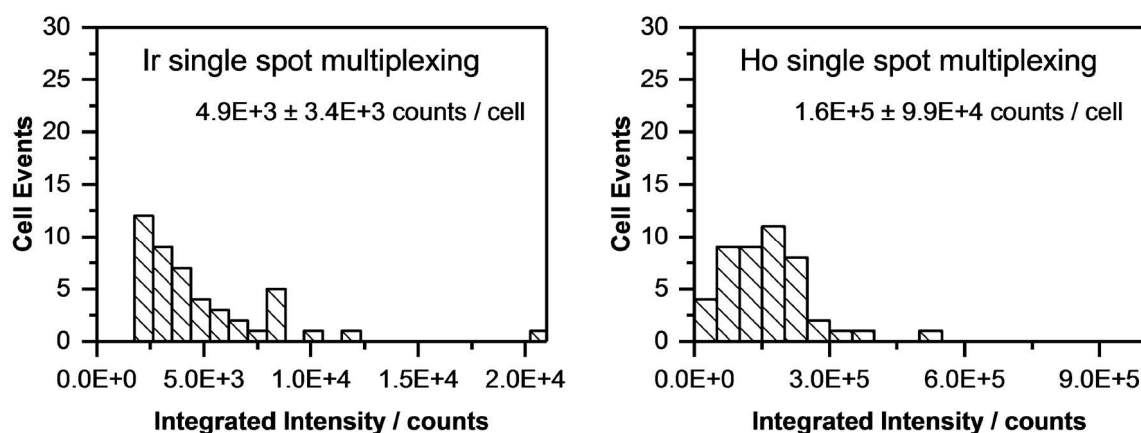 30
25
20
15
10
5
0
Cell Events
Ir single spot multiplexing
4.9E+3 ± 3.4E+3 counts / cell
0.0E+0 5.0E+3 1.0E+4 1.5E+4 2.0E+4
Integrated Intensity / counts
30
25
20
15
10
5
0
Cell Events
Ho single spot multiplexing
1.6E+5 ± 9.9E+4 counts / cell
0.0E+0 3.0E+5 6.0E+5 9.0E+5
Integrated Intensity / counts